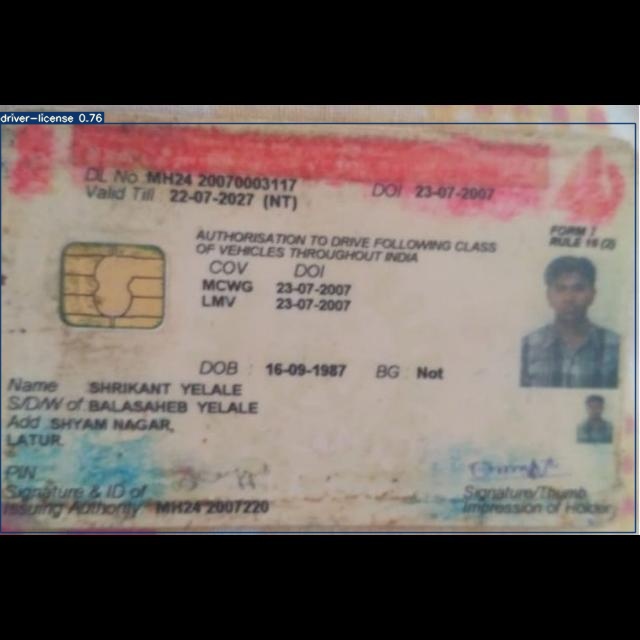 driver-license 0.76
DL No MH24 20070003117 DOI 23-07-2007
Valid Till 22-07-2027 (NT)
FORM 7
RULE 16 (2)
AUTHORISATION TO DRIVE FOLLOWING CLASS
OF VEHICLES THROUGHOUT INDIA
COV DOI
MCWG 23-07-2007
LMV 23-07-2007
DOB : 16-09-1987 BG Not
Name SHRIKANT YELALE
S/D/W of BALASAHEB YELALE
Add SHYAM NAGAR,
LATUR.
PIN
Signature & ID of
Issuing Authority MH24 2007220
Signature/Thumb
Impression of Holder